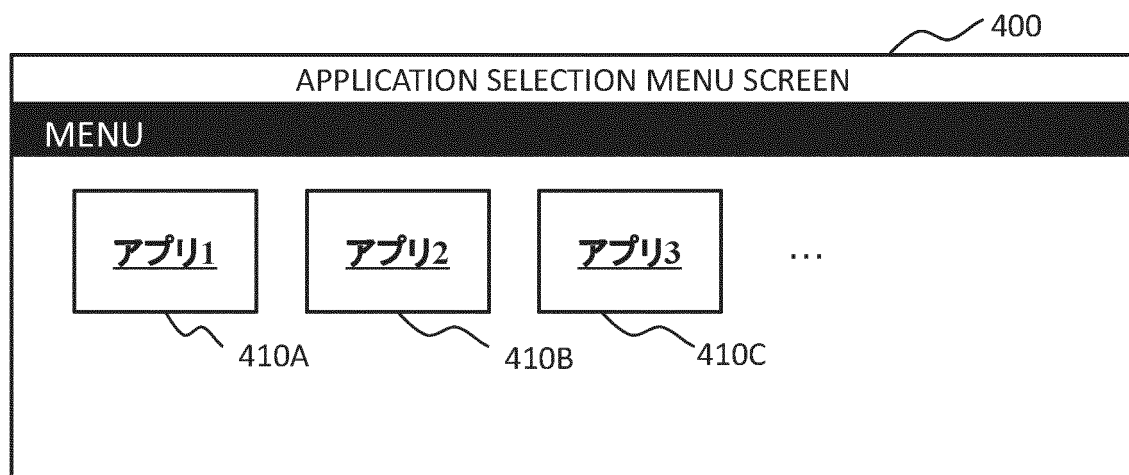 400
APPLICATION SELECTION MENU SCREEN
MENU
アプリ1 アプリ2 アプリ3 ...
410A 410B 410C